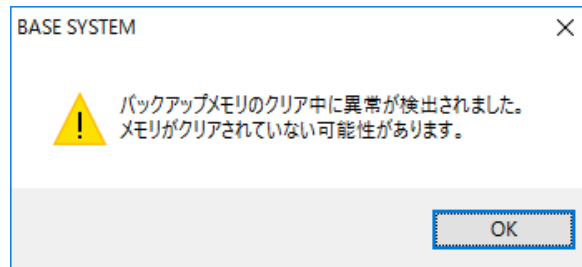 BASE SYSTEM
バックアップメモリのクリア中に異常が検出されました。
メモリがクリアされていない可能性があります。
OK